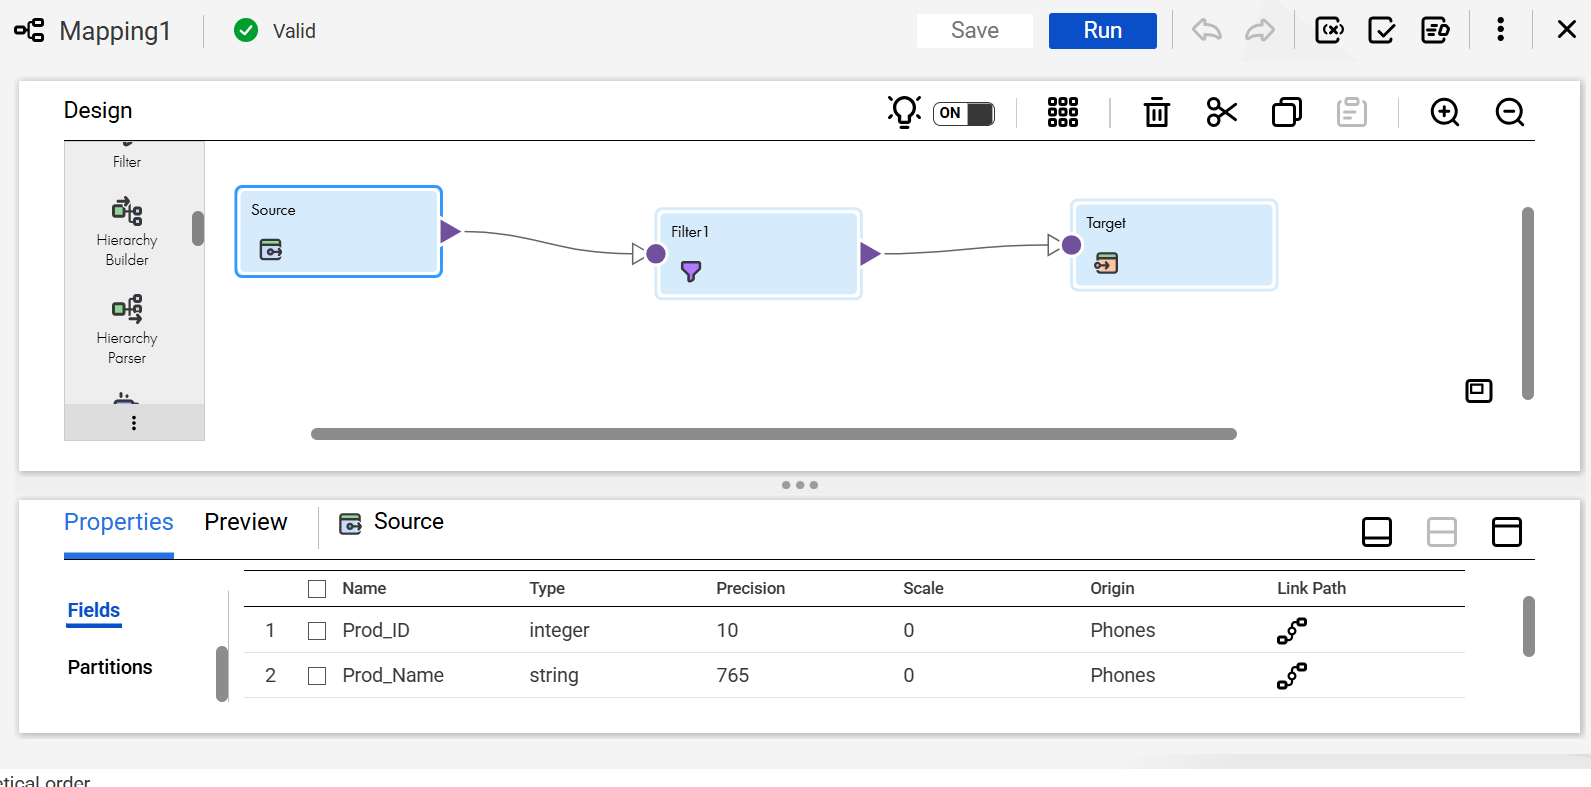 Mapping1 Valid Save Run
Design ON
Filter
Hierarchy
Builder
Hierarchy
Parser
Source
Filter1
Target
Properties Preview Source
Fields
Partitions
Name Type Precision Scale Origin Link Path
1 Prod_ID integer 10 0 Phones
2 Prod_Name string 765 0 Phones
order